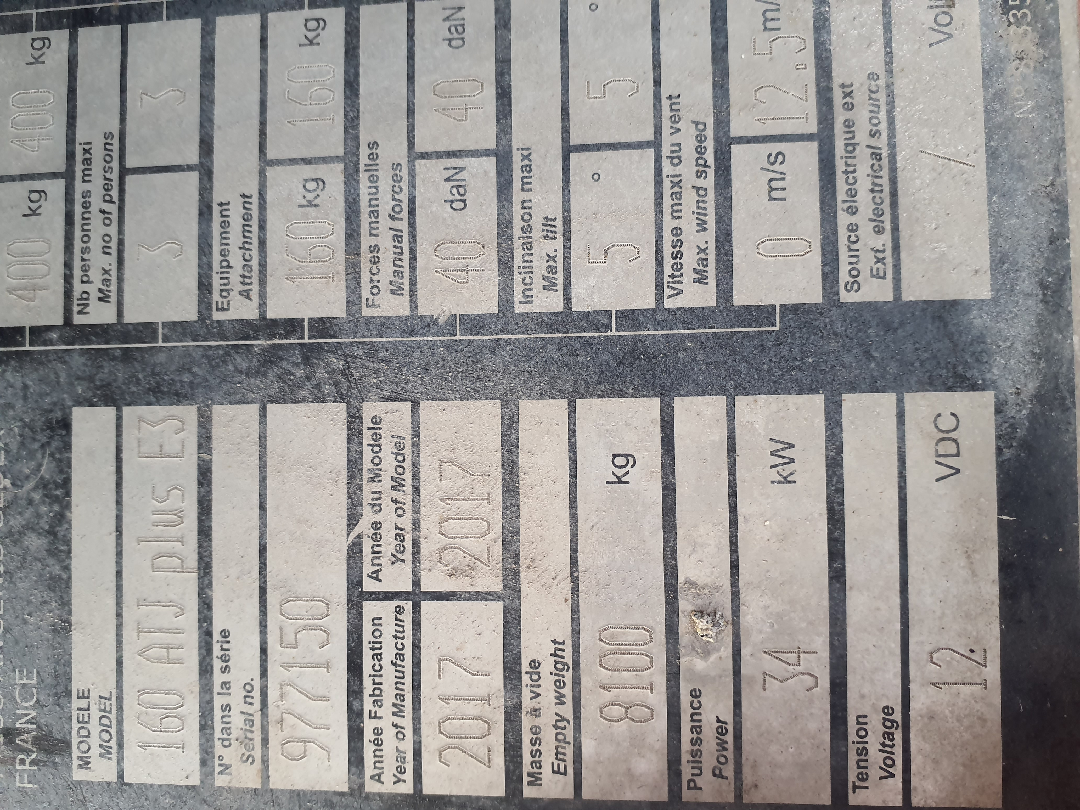 FRANCE
MODELE
MODEL
160 ATJ plus E3
N° dans la série
Serial no.
977150
Année Fabrication
Year of Manufacture
Année du Modele
Year of Model
2017
2017
Masse à vide
Empty weight
8100 kg
Puissance
Power
34 kW
Tension
Voltage
12. VDC
400 kg
400 kg
Nb personnes maxi
Max. no of persons
3
3
Equipement
Attachment
160 kg
160 kg
Forces manuelles
Manual forces
40 daN
40 daN
Inclinaison maxi
Max. tilt
5 °
5 °
Vitesse maxi du vent
Max. wind speed
0 m/s
12.5 m/
Source électrique ext
Ext. electrical source
/